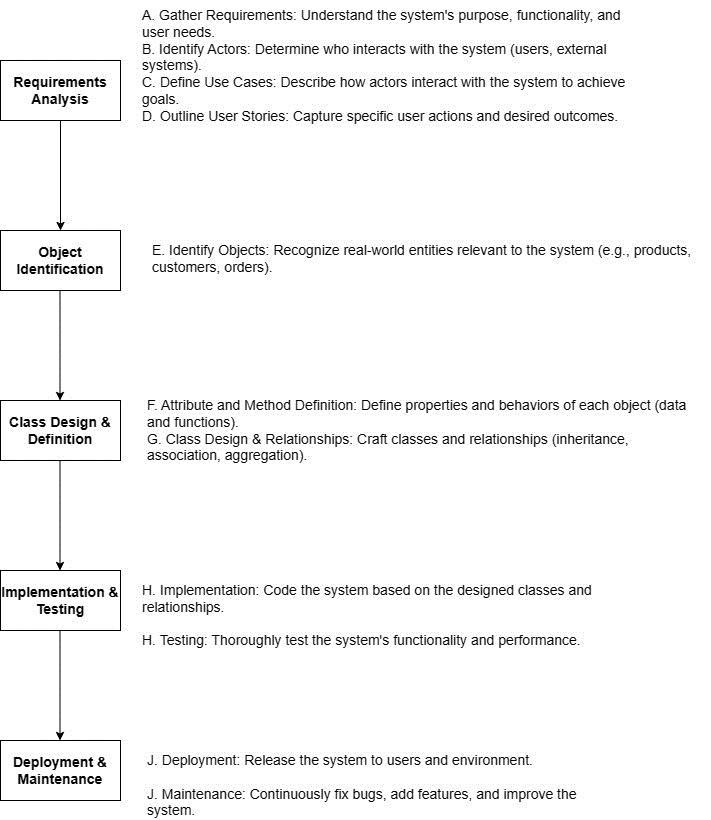 A. Gather Requirements: Understand the system's purpose, functionality, and
user needs.
B. Identify Actors: Determine who interacts with the system (users, external
systems).
C. Define Use Cases: Describe how actors interact with the system to achieve
goals.
D. Outline User Stories: Capture specific user actions and desired outcomes.
Requirements
Analysis
Object
Identification
E. Identify Objects: Recognize real-world entities relevant to the system (e.g., products,
customers, orders).
Class Design &
Definition
F. Attribute and Method Definition: Define properties and behaviors of each object (data
and functions).
G. Class Design & Relationships: Craft classes and relationships (inheritance,
association, aggregation).
Implementation &
Testing
H. Implementation: Code the system based on the designed classes and
relationships.
H. Testing: Thoroughly test the system's functionality and performance.
Deployment &
Maintenance
J. Deployment: Release the system to users and environment.
J. Maintenance: Continuously fix bugs, add features, and improve the
system.